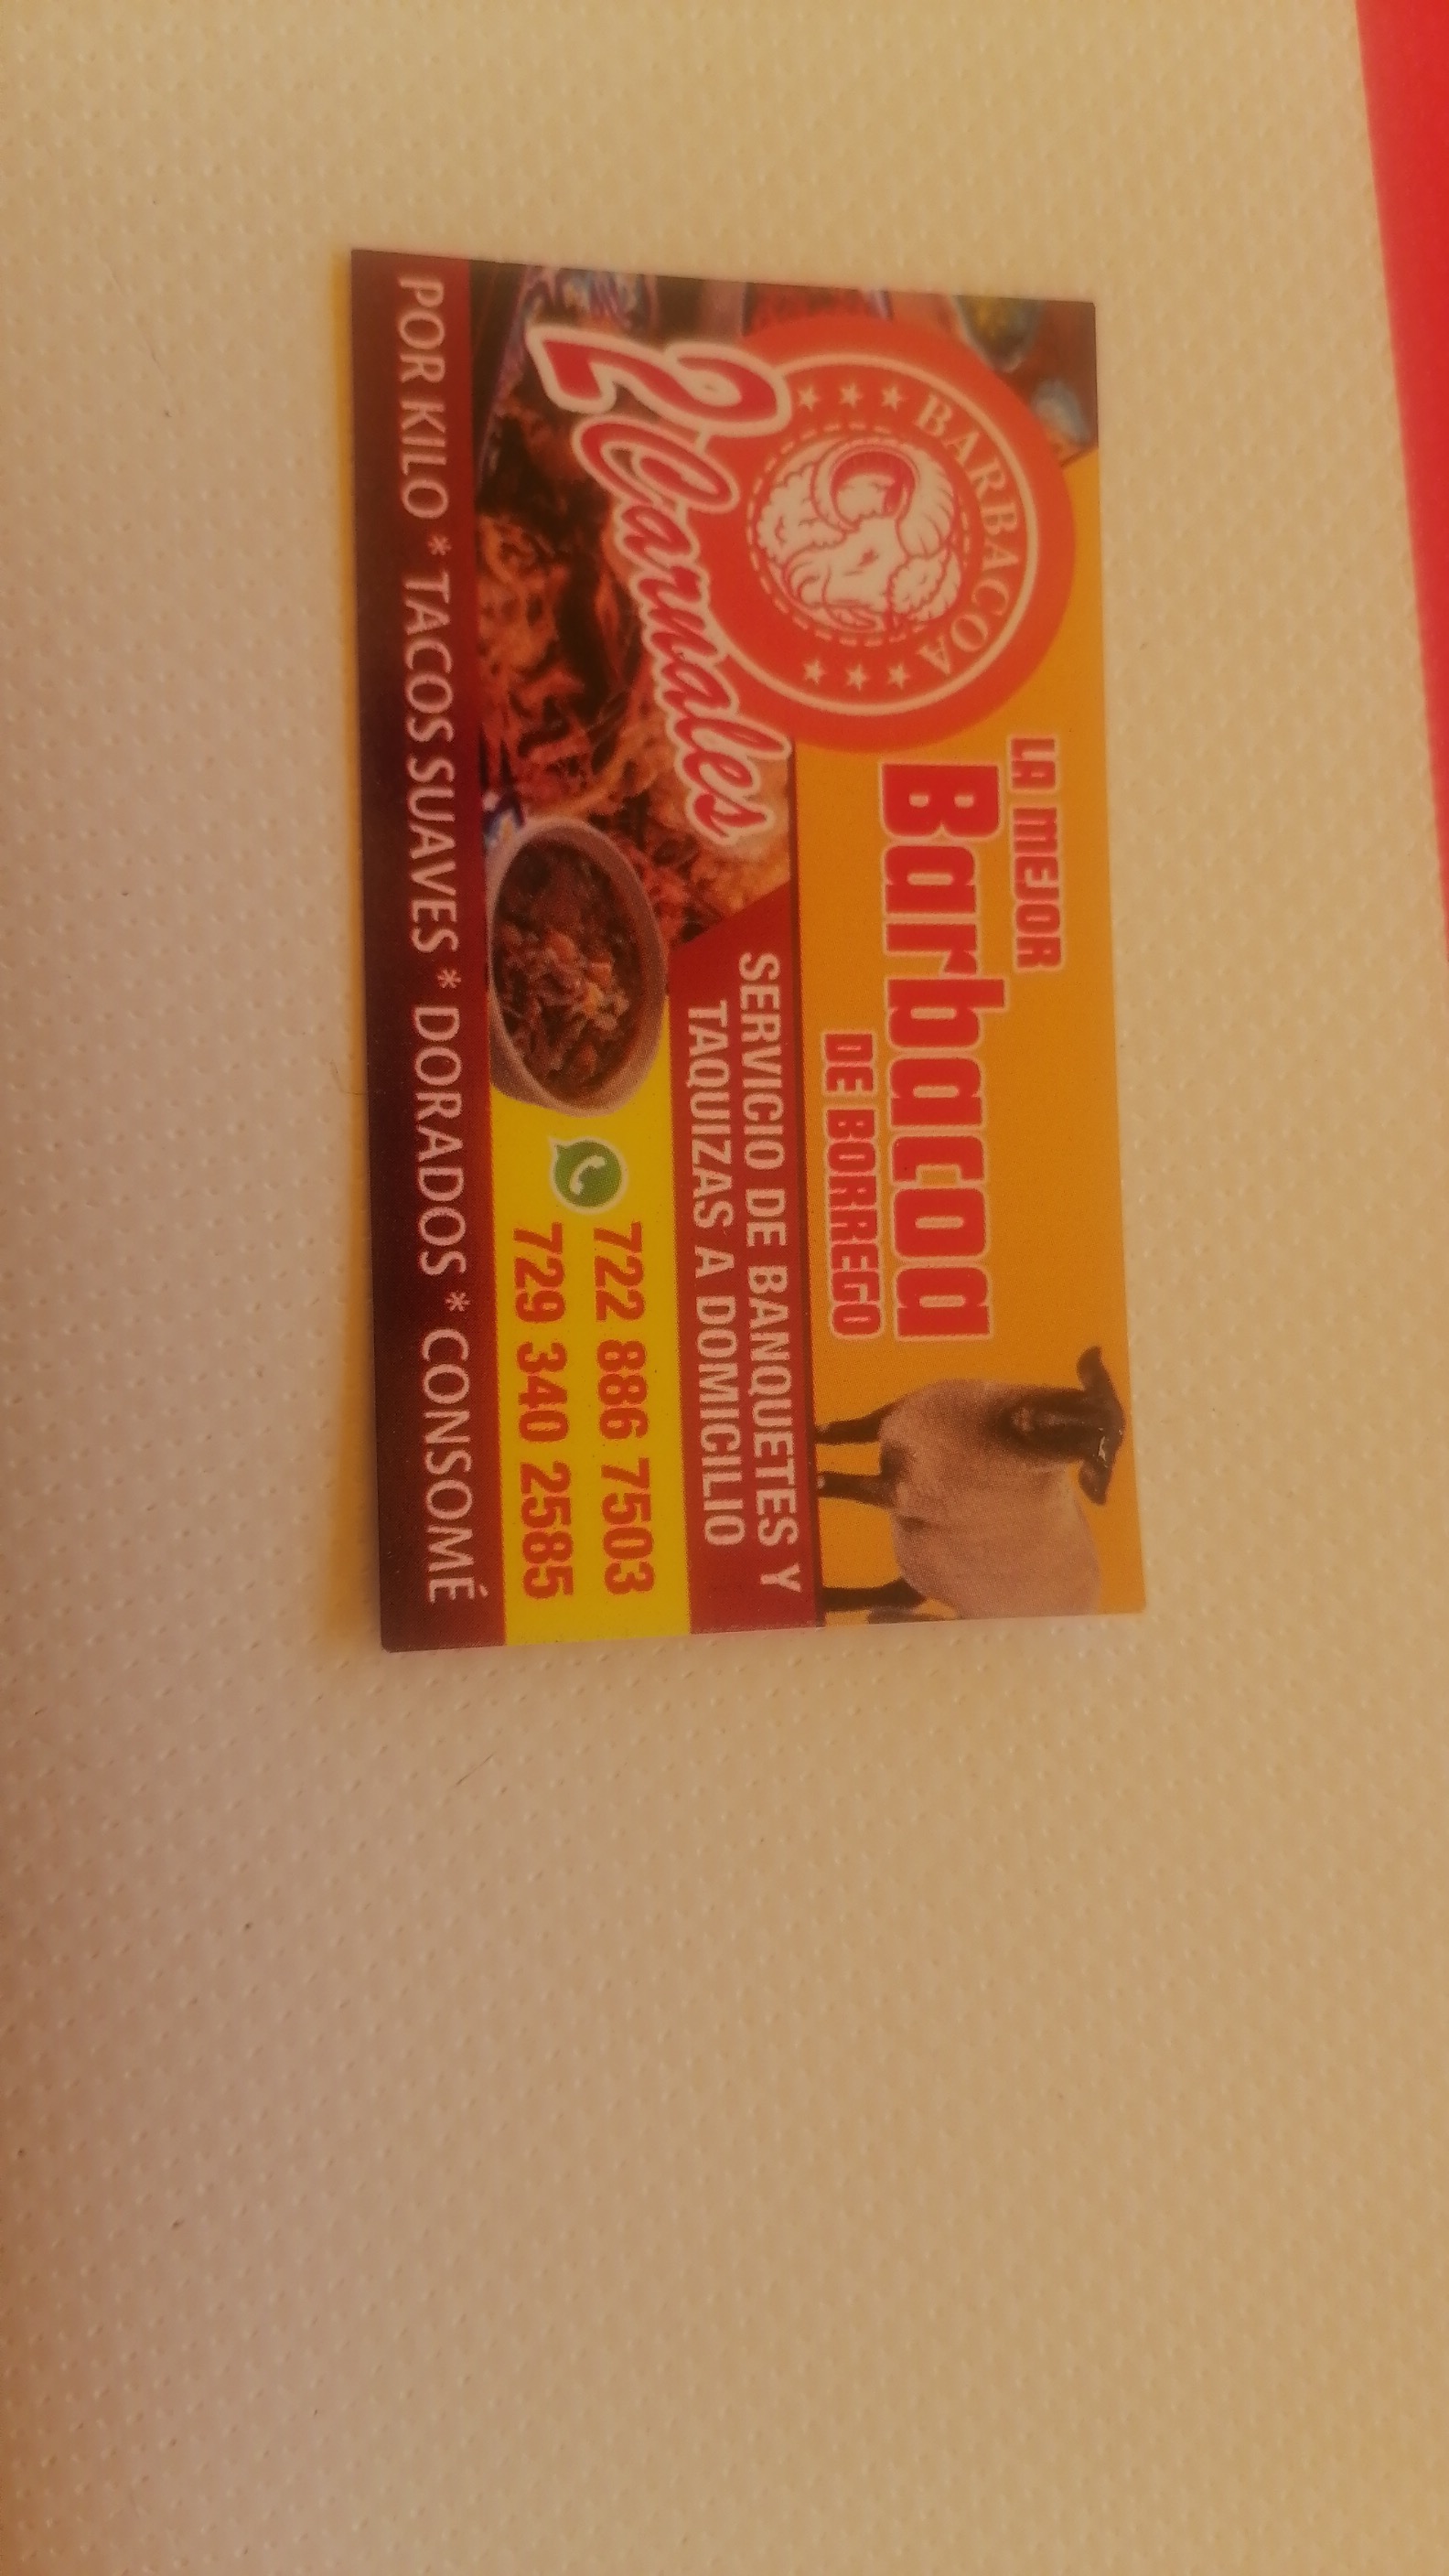 BARBACOA
2 Carnales
LA MEJOR
Barbacoa
DE BORREGO
SERVICIO DE BANQUETES Y
TAQUIZAS A DOMICILIO
722 886 7503
729 340 2585
POR KILO * TACOS SUAVES * DORADOS * CONSOMÉ